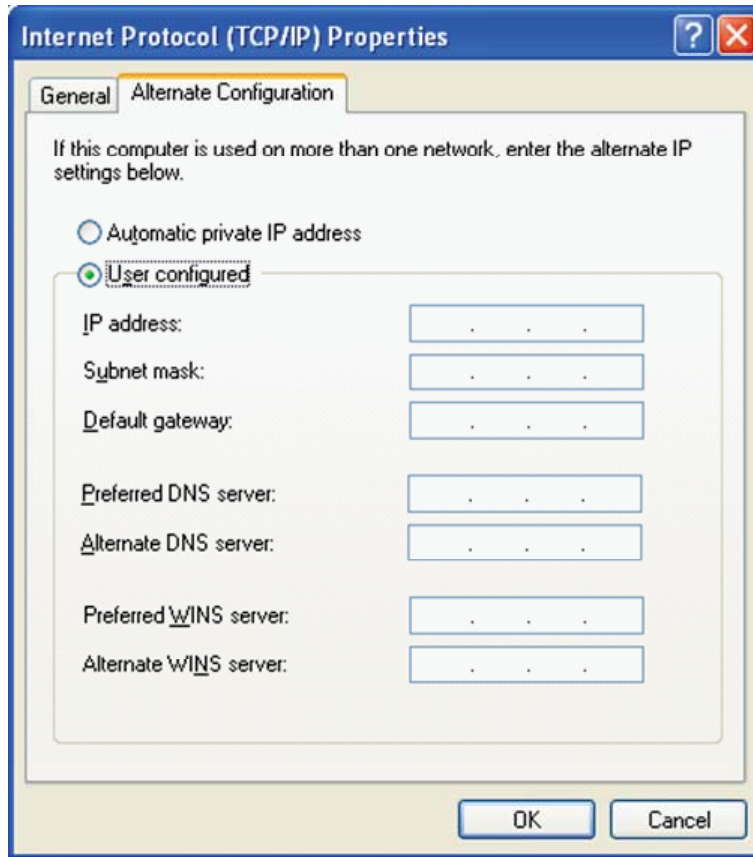 Internet Protocol (TCP/IP) Properties
General
Alternate Configuration
If this computer is used on more than one network, enter the alternate IP
settings below.
Automatic private IP address
User configured
IP address:
Subnet mask:
Default gateway:
Preferred DNS server:
Alternate DNS server:
Preferred WINS server:
Alternate WINS server:
OK
Cancel